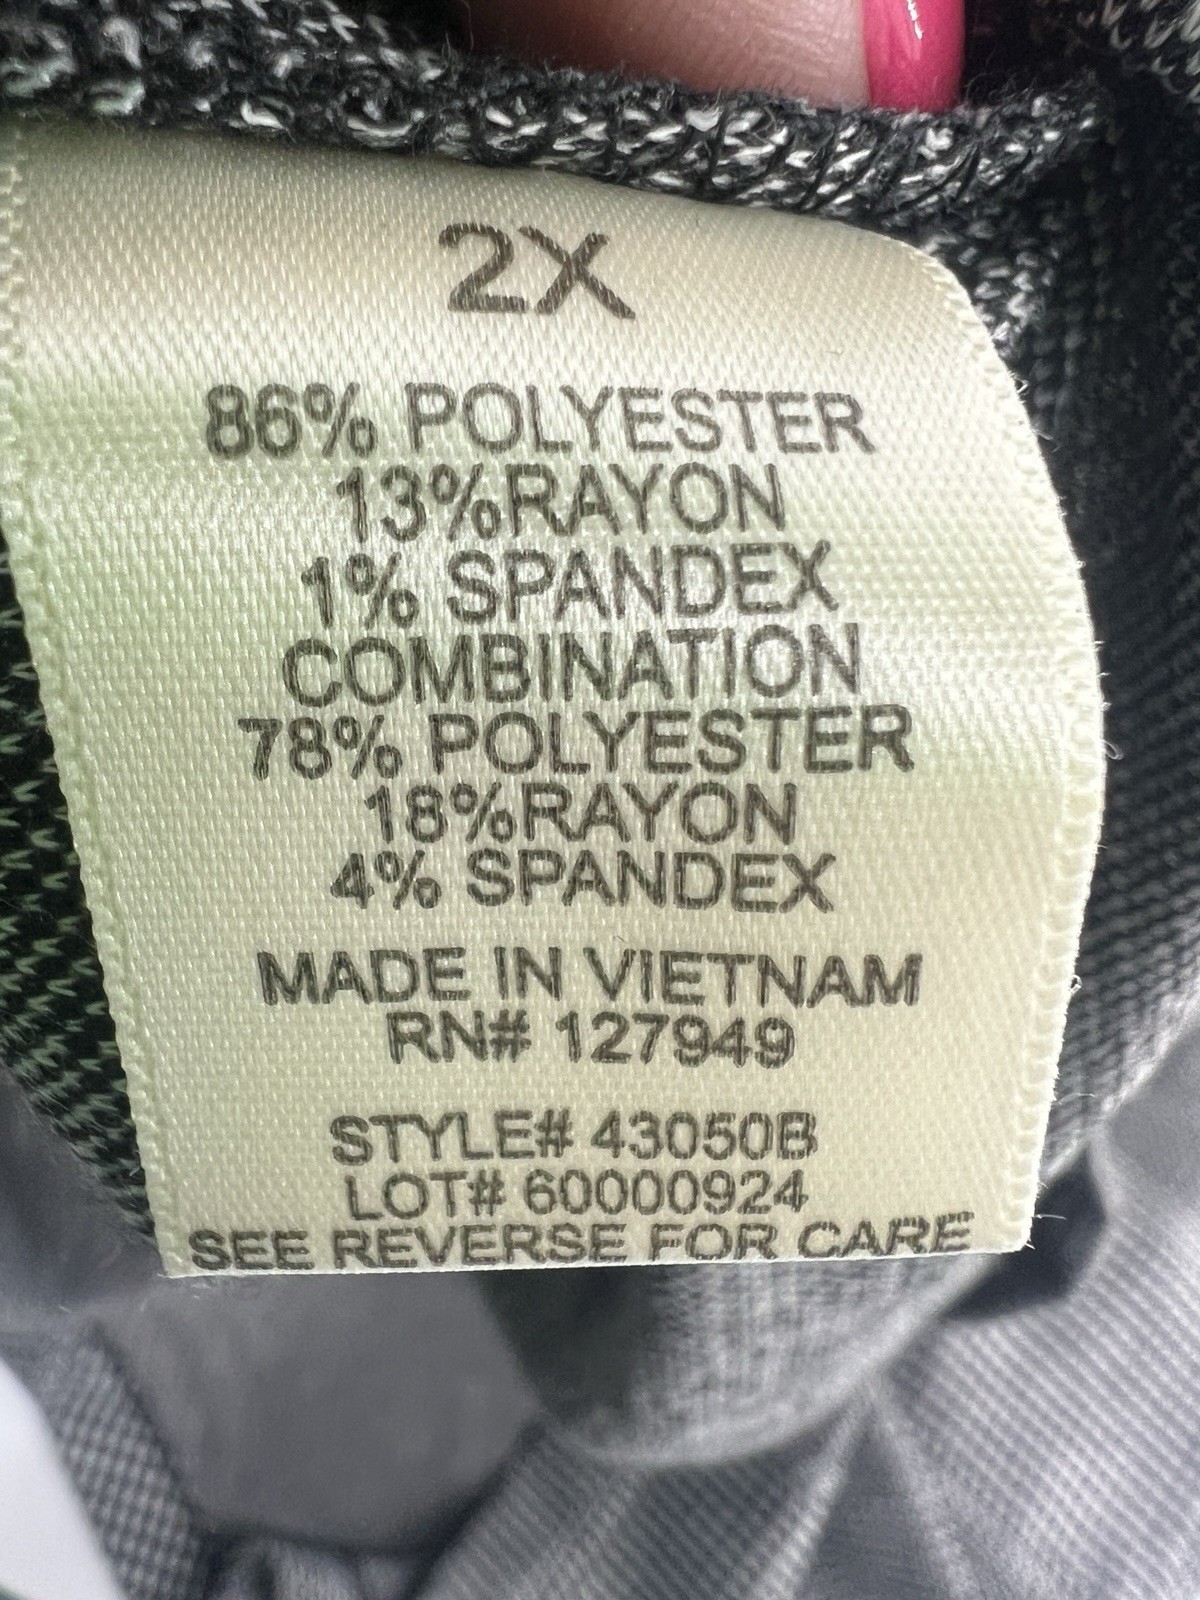 2X
86% POLYESTER
13%RAYON
1% SPANDEX
COMBINATION
78% POLYESTER
18%RAYON
4% SPANDEX
MADE IN VIETNAM
RN# 127949
STYLE# 43050B
LOT# 60000924
SEE REVERSE FOR CARE